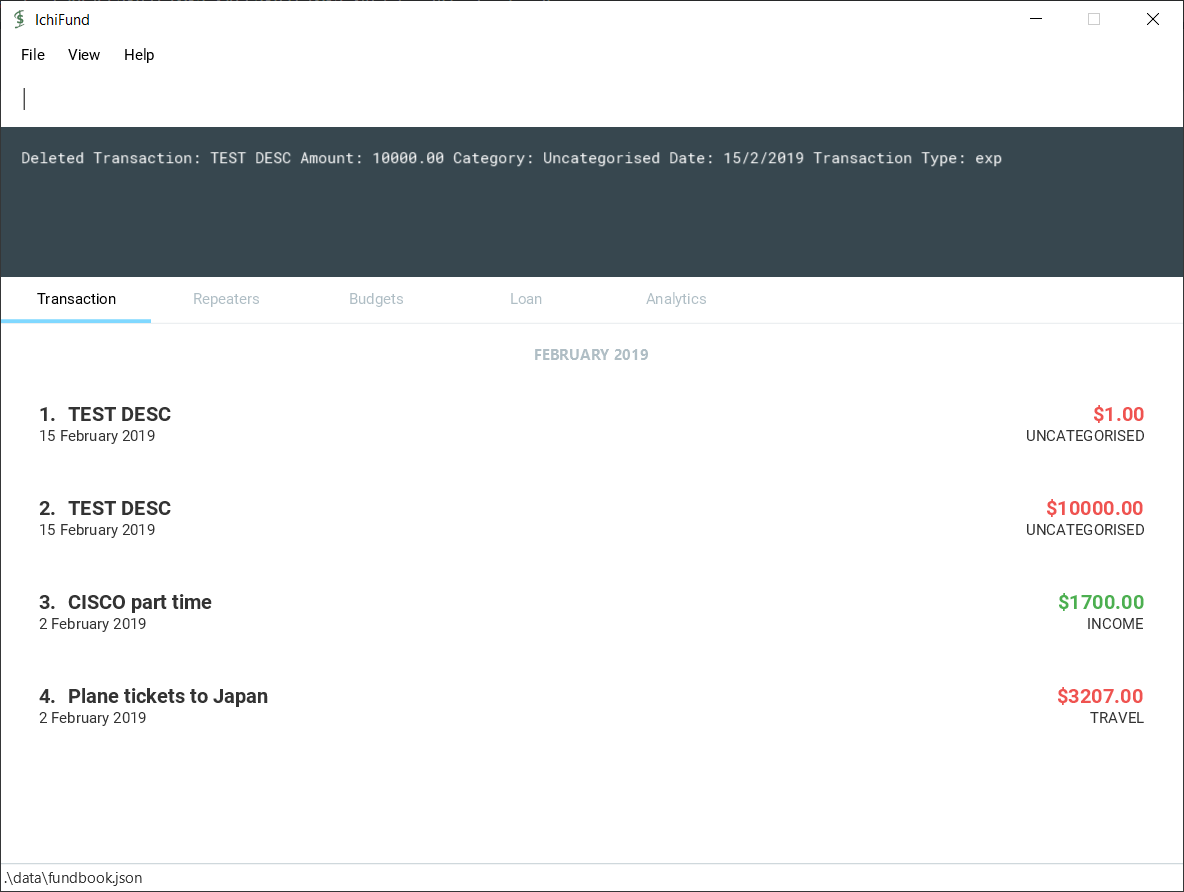 IchiFund
File View Help
Deleted Transaction: TEST DESC Amount: 10000.00 Category: Uncategorised Date: 15/2/2019 Transaction Type: exp
Transaction Repeaters Budgets Loan Analytics
FEBRUARY 2019
1. TEST DESC $1.00
15 February 2019 UNCATEGORISED
2. TEST DESC $10000.00
15 February 2019 UNCATEGORISED
3. CISCO part time $1700.00
2 February 2019 INCOME
4. Plane tickets to Japan $3207.00
2 February 2019 TRAVEL
.\data\fundbook.json